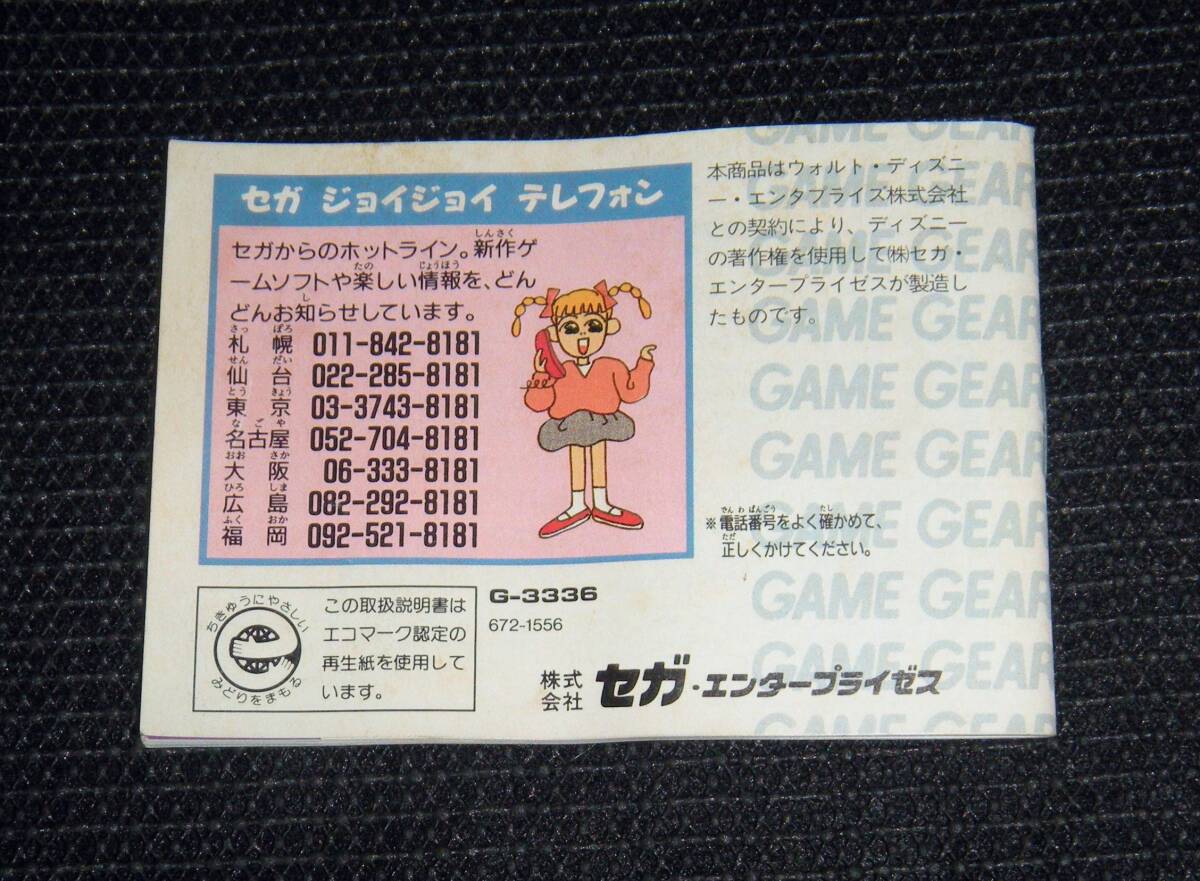 セガ ジョイジョイ テレフォン
セガからのホットライン。新作ゲ
ームソフトや楽しい情報を、どん
どんお知らせしています。
札幌 011-842-8181
仙台 022-285-8181
東京 03-3743-8181
名古屋 052-704-8181
大阪 06-333-8181
広島 082-292-8181
福岡 092-521-8181
本商品はウォルト・ディズニ
ー・エンタプライズ株式会社
との契約により、ディズニー
の著作権を使用して㈱セガ・
エンタープライゼスが製造し
たものです。
※電話番号をよく確かめて、
正しくかけてください。
ちきゅうにやさしい
みどりをまもる
この取扱説明書は
エコマーク認定の
再生紙を使用して
います。
G-3336
672-1556
株式会社 セガ・エンタープライゼス
GAME GEAR
GAME GEAR
GAME GEAR
GAME GEAR
GAME GEAR
GAME GEAR
GAME GEAR
GAME GEAR
GAME GEAR
GAME GEAR